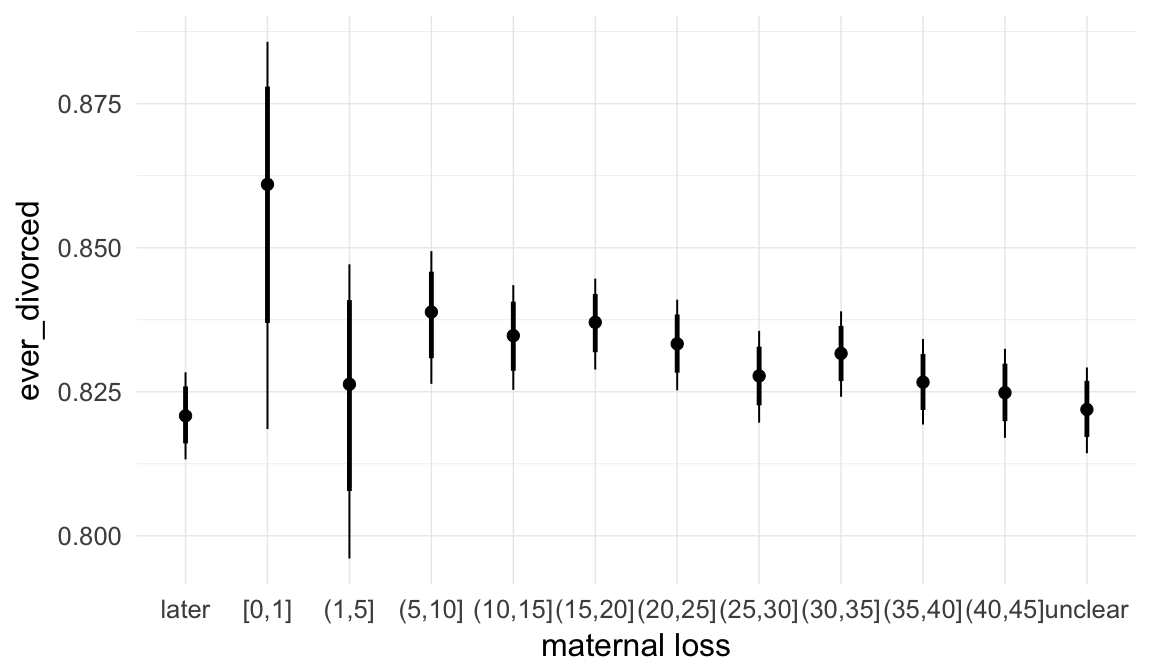 ever_divorced
0.875
0.850
0.825
0.800
later [0,1] (1,5] (5,10] (10,15] (15,20] (20,25] (25,30] (30,35] (35,40] (40,45] unclear
maternal loss